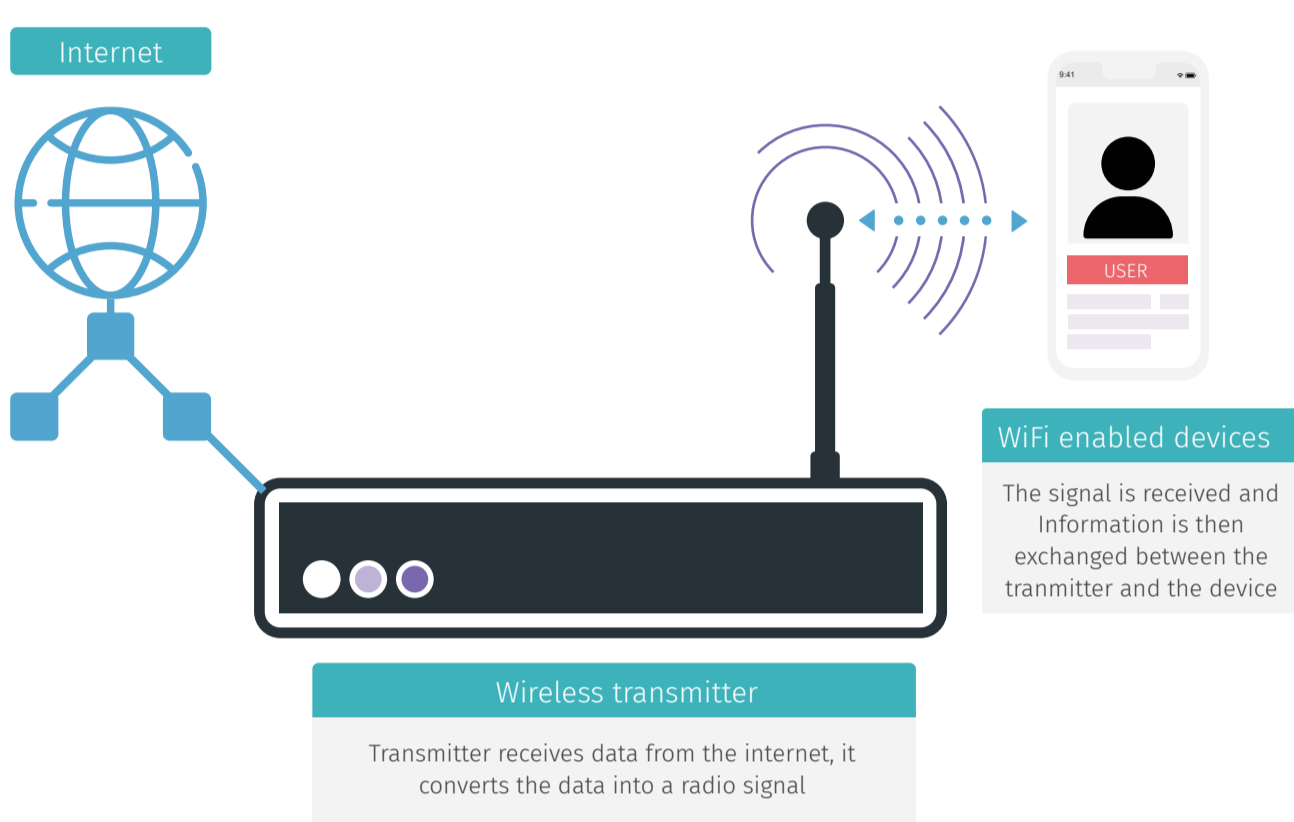 Internet
9:41
USER
WiFi enabled devices
The signal is received and
Information is then
exchanged between the
tranmitter and the device
Wireless transmitter
Transmitter receives data from the internet, it
converts the data into a radio signal